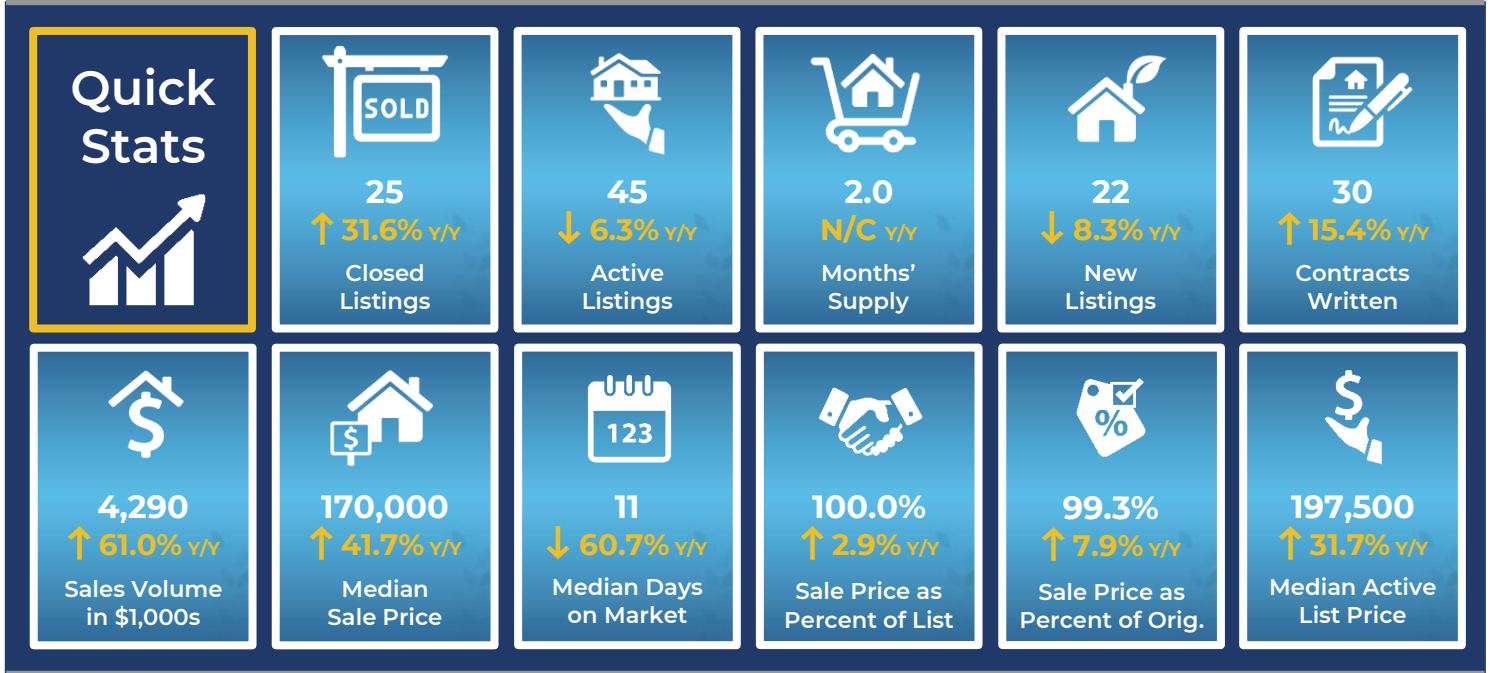 Quick
Stats
SOLD
25
↑ 31.6% Y/Y
Closed
Listings
45
↓ 6.3% Y/Y
Active
Listings
2.0
N/C Y/Y
Months’
Supply
22
↓ 8.3% Y/Y
New
Listings
30
↑ 15.4% Y/Y
Contracts
Written
$
4,290
↑ 61.0% Y/Y
Sales Volume
in $1,000s
$
170,000
↑ 41.7% Y/Y
Median
Sale Price
123
11
↓ 60.7% Y/Y
Median Days
on Market
100.0%
↑ 2.9% Y/Y
Sale Price as
Percent of List
%
99.3%
↑ 7.9% Y/Y
Sale Price as
Percent of Orig.
$
197,500
↑ 31.7% Y/Y
Median Active
List Price